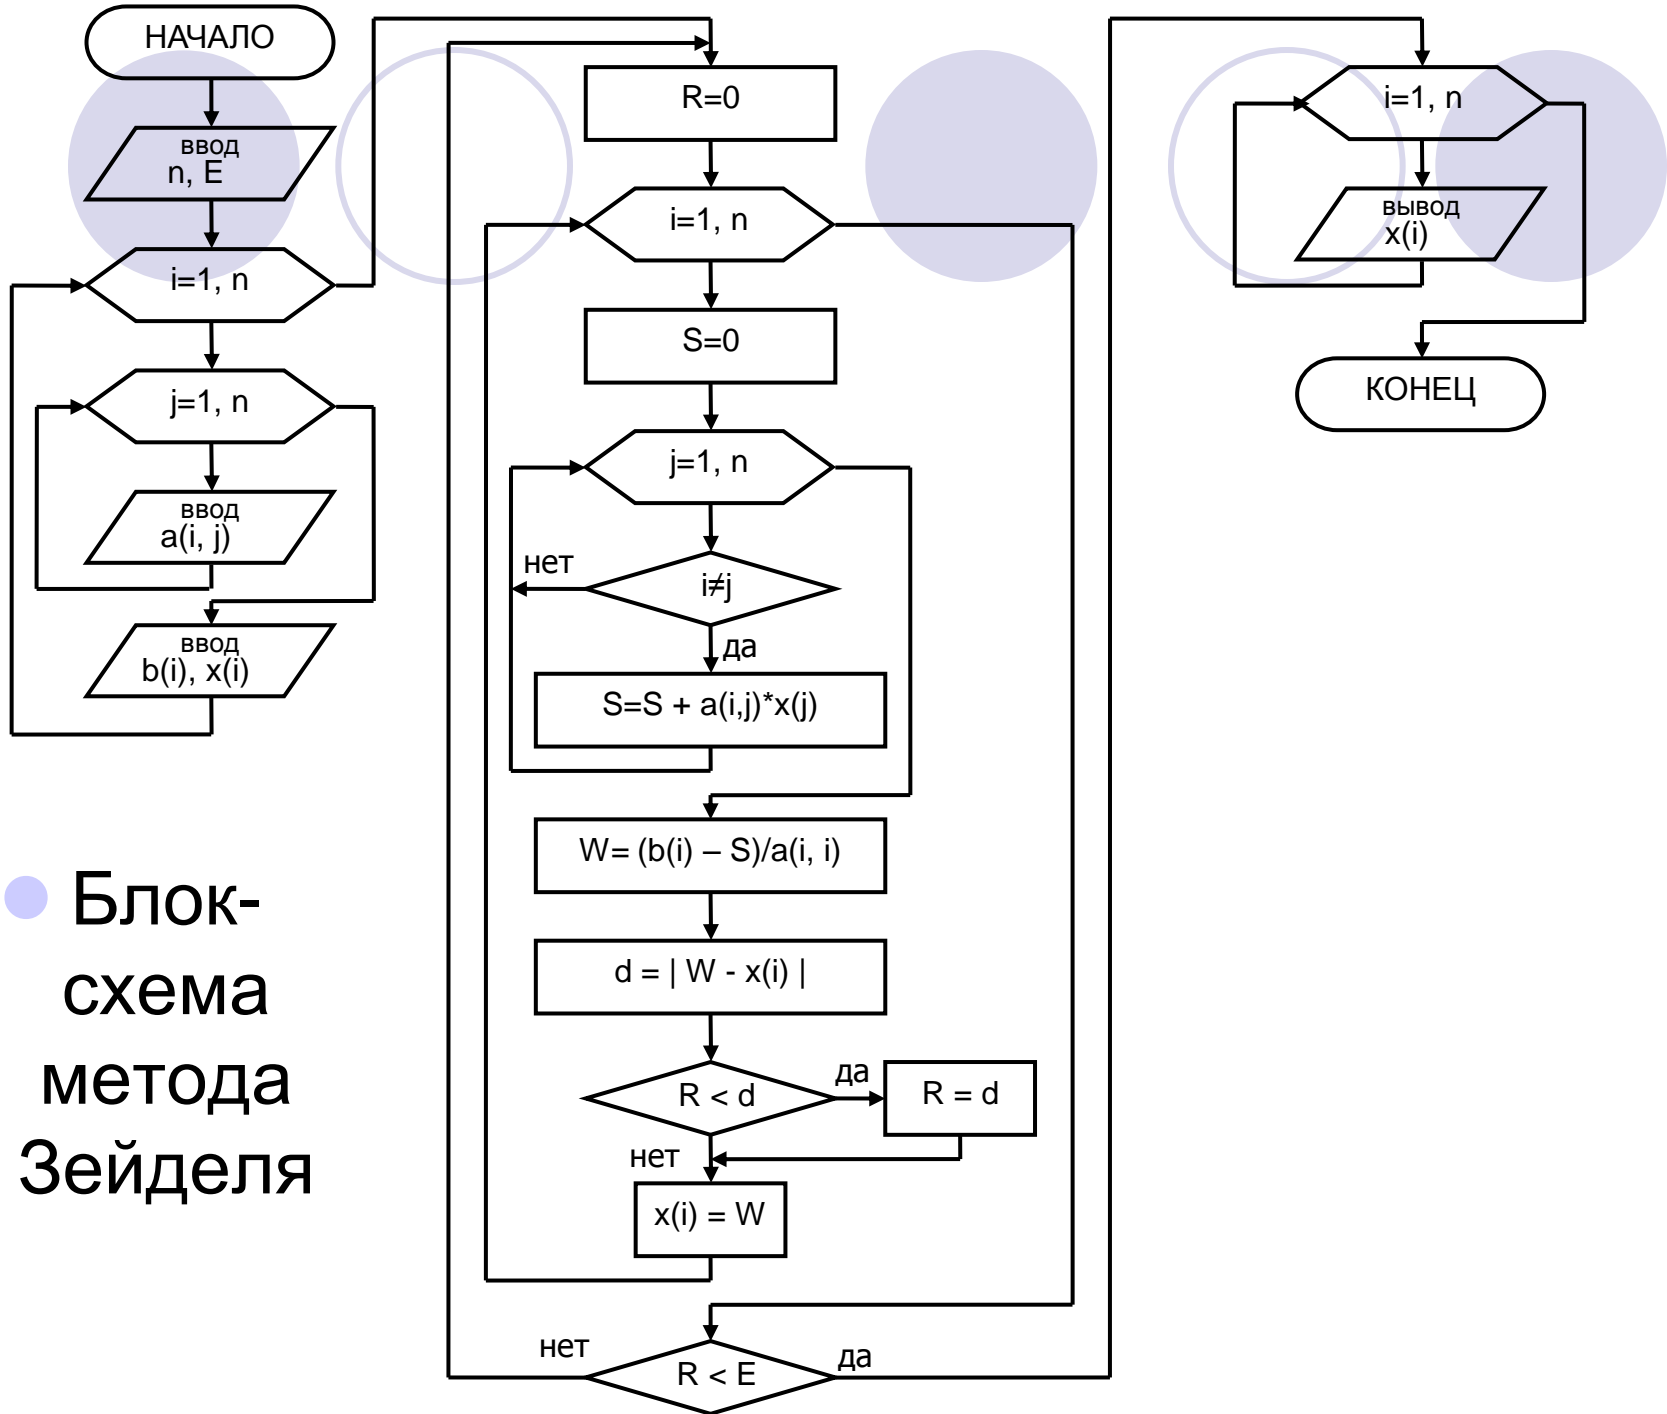 НАЧАЛО
ввод
n, E
i=1, n
j=1, n
ввод
a(i, j)
ввод
b(i), x(i)
R=0
i=1, n
S=0
j=1, n
нет
i≠j
да
S=S + a(i,j)*x(j)
W= (b(i) – S)/a(i, i)
d = | W - x(i) |
R < d
да
R = d
нет
x(i) = W
нет
R < E
да
i=1, n
вывод
x(i)
КОНЕЦ
Блок-
схема
метода
Зейделя